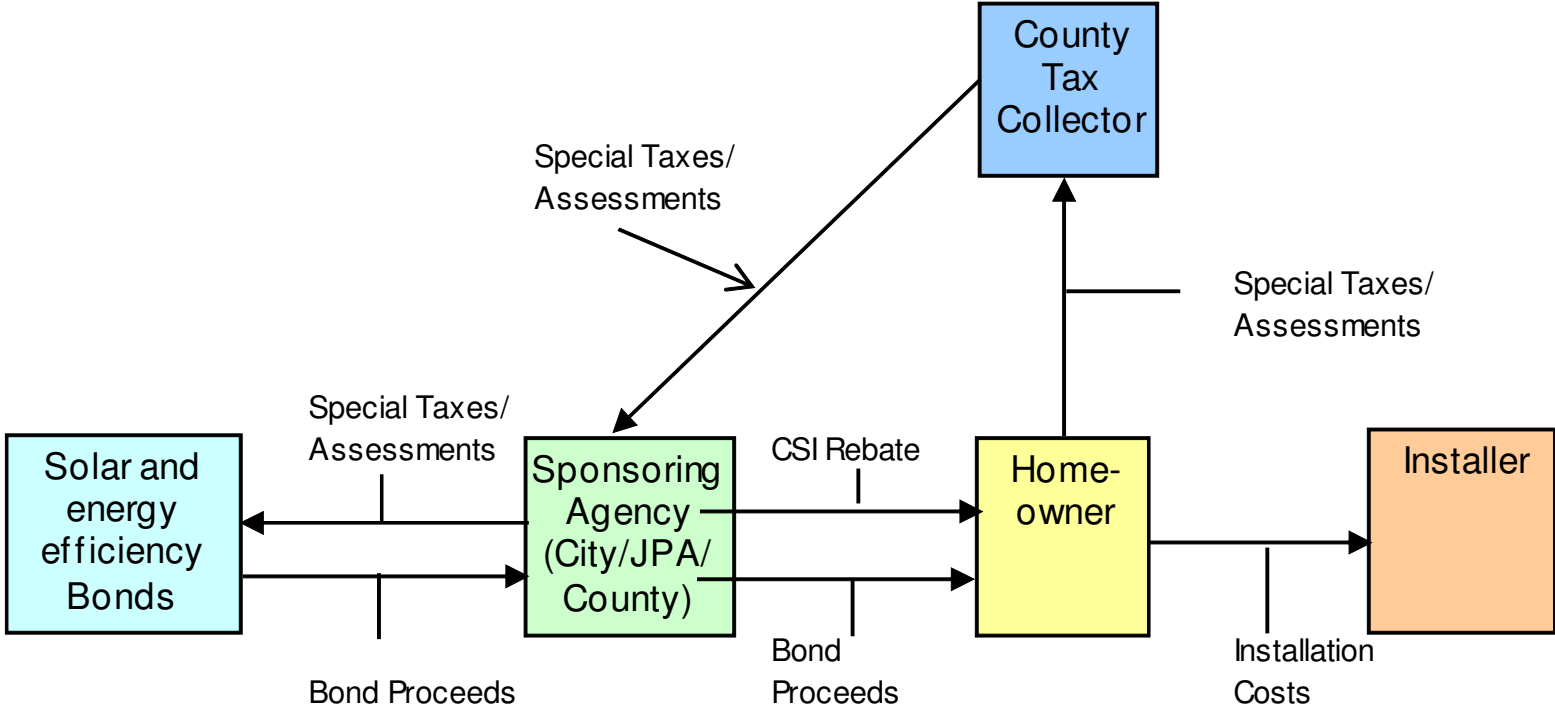 County
Tax
Collector
Special Taxes/
Assessments
Special Taxes/
Assessments
Special Taxes/
Assessments
Solar and
energy
efficiency
Bonds
Sponsoring
Agency
(City/JPA/
County)
CSI Rebate
Home-
owner
Installer
Bond Proceeds
Bond
Proceeds
Installation
Costs